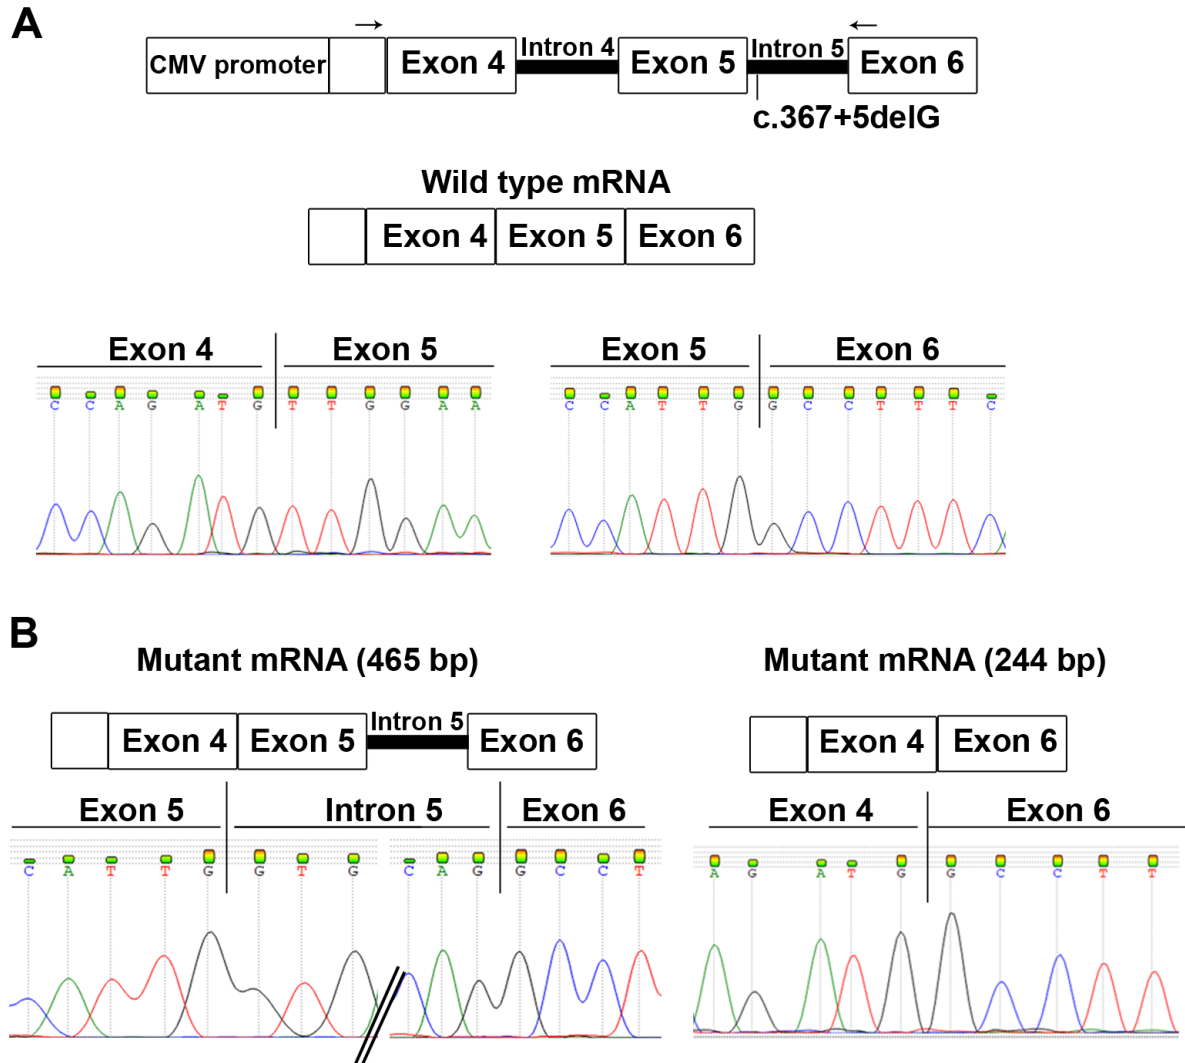 A
CMV promoter Exon 4 Intron 4 Exon 5 Intron 5 Exon 6
c.367+5delG
Wild type mRNA
Exon 4 Exon 5 Exon 6
Exon 4 Exon 5
C C A G A T G T T G G A A
Exon 5 Exon 6
C C A T T G G C C T T T C
B
Mutant mRNA (465 bp)
Exon 4 Exon 5 Intron 5 Exon 6
Exon 5 Intron 5 Exon 6
C A T T G G T G C A G G C C T
Mutant mRNA (244 bp)
Exon 4 Exon 6
Exon 4 Exon 6
A G A T G G C C T T